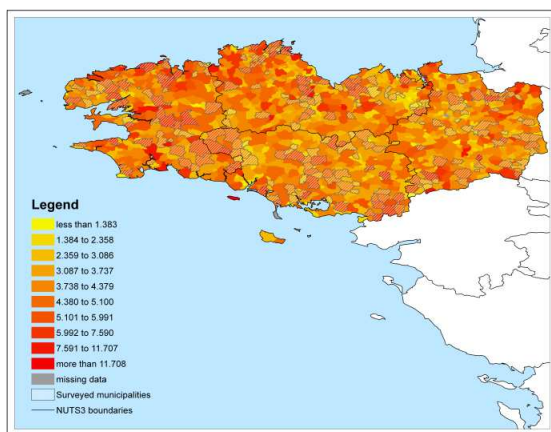 Legend
less than 1.383
1.384 to 2.358
2.359 to 3.086
3.087 to 3.737
3.738 to 4.379
4.380 to 5.100
5.101 to 5.991
5.992 to 7.590
7.591 to 11.707
more than 11.708
missing data
Surveyed municipalities
NUTS3 boundaries